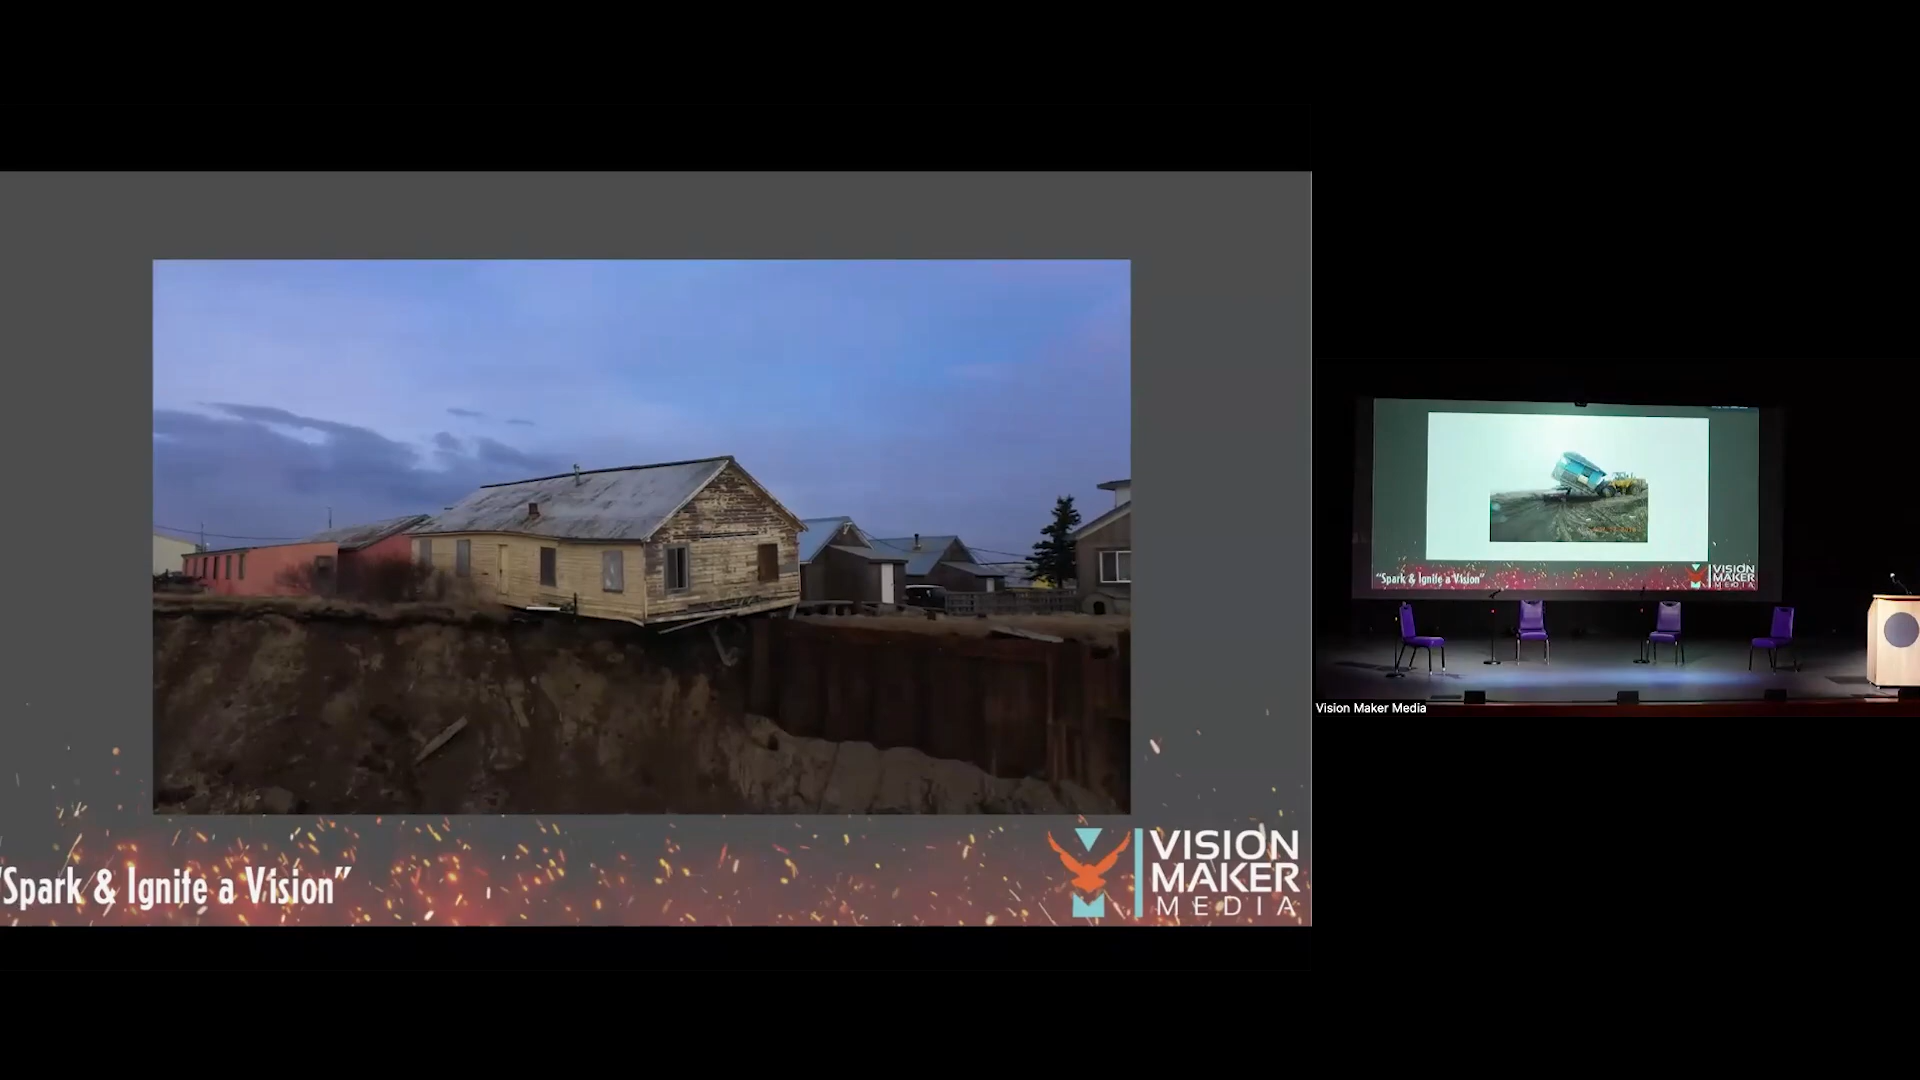 "Spark & Ignite a Vision"
VISION
MAKER
MEDIA
"Spark & Ignite a Vision"
VISION
MAKER
MEDIA
Vision Maker Media